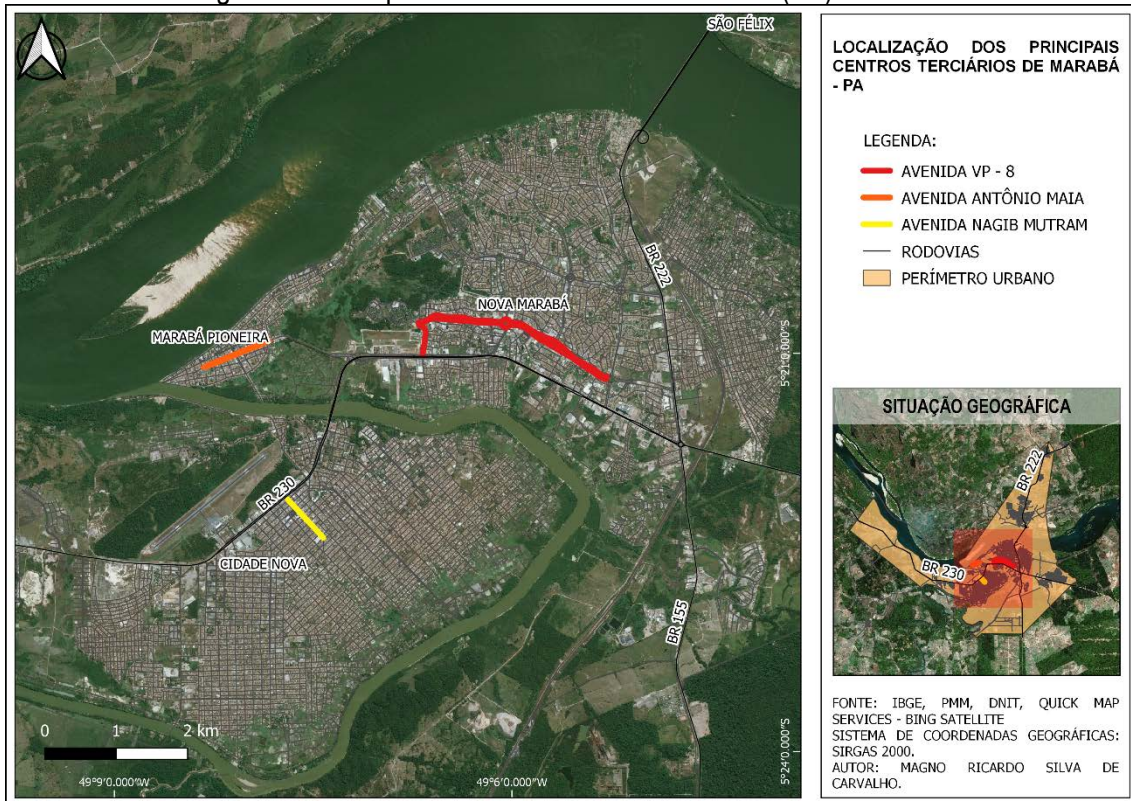 SÃO FÉLIX
BR 222
NOVA MARABÁ
MARABÁ PIONEIRA
BR 230
CIDADE NOVA
BR 155
5°21'0.000"S
5°24'0.000"S
0 1 2 km
49°9'0.000"W
49°6'0.000"W
LOCALIZAÇÃO DOS PRINCIPAIS
CENTROS TERCIÁRIOS DE MARABÁ
- PA
LEGENDA:
AVENIDA VP - 8
AVENIDA ANTÔNIO MAIA
AVENIDA NAGIB MUTRAM
RODOVIAS
PERÍMETRO URBANO
SITUAÇÃO GEOGRÁFICA
BR 222
BR 230
FONTE: IBGE, PMM, DNIT, QUICK MAP
SERVICES - BING SATELLITE
SISTEMA DE COORDENADAS GEOGRÁFICAS:
SIRGAS 2000.
AUTOR: MAGNO RICARDO SILVA DE
CARVALHO.